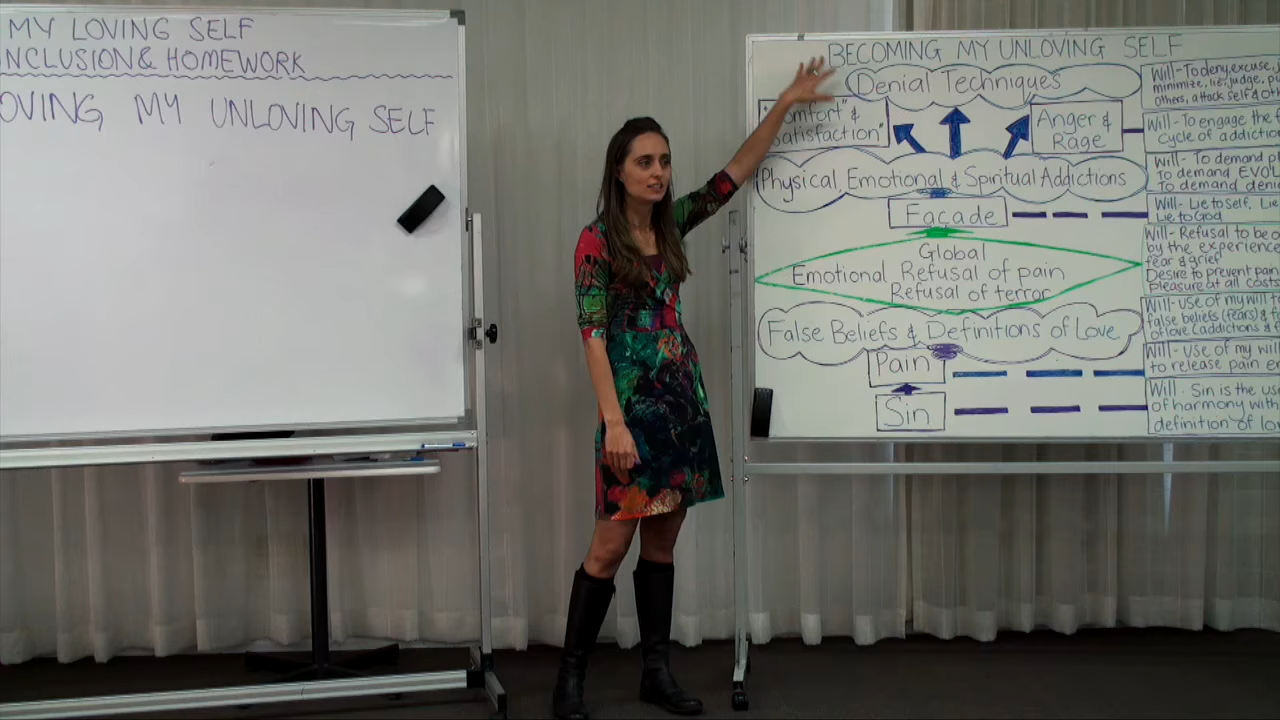 MY LOVING SELF
NCLUSION & HOMEWORK
OVING MY UNLOVING SELF
BECOMING MY UNLOVING SELF
Denial Techniques
Comfort" &
Satisfaction"
Anger &
Rage
Physical, Emotional & Spiritual Addictions
Façade
Global
Emotional Refusal of pain
Refusal of terror
False Beliefs & Definitions of Love
Pain
Sin
Will - To deny, excuse, j
minimize, lie, judge, pu
others, attack self & oth
Will - To engage the f
cycle of addictio
Will - To demand p
To demand EVOL
To demand deni
Will - Lie to self, Lie
Lie to God
Will - Refusal to be o
by the experience
fear & grief
Desire to prevent pain
pleasure at all costs
Will - use of my will t
false beliefs (fears) & f
of love (addictions & f
Will - use of my will
to release pain e
Will - Sin is the use
of harmony with
definition of lo